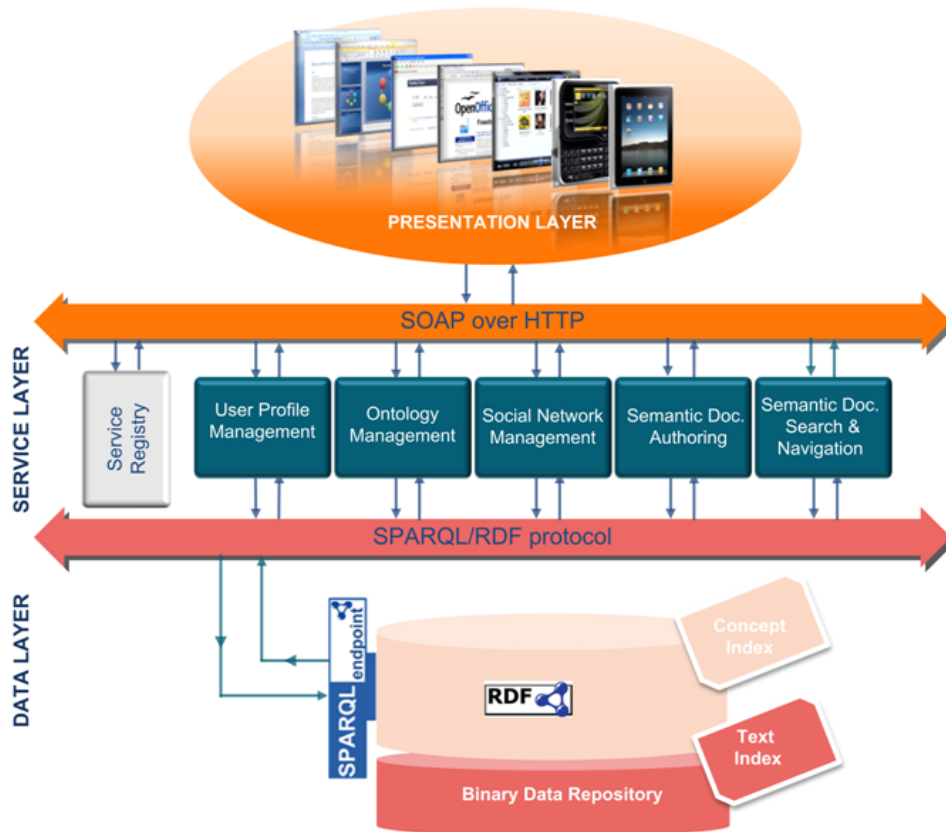 OpenOffic
PRESENTATION LAYER
SOAP over HTTP
SERVICE LAYER
Service
Registry
User Profile
Management
Ontology
Management
Social Network
Management
Semantic Doc.
Authoring
Semantic Doc.
Search &
Navigation
SPARQL/RDF protocol
DATA LAYER
SPARQL endpoint
RDF
Concept
Index
Text
Index
Binary Data Repository